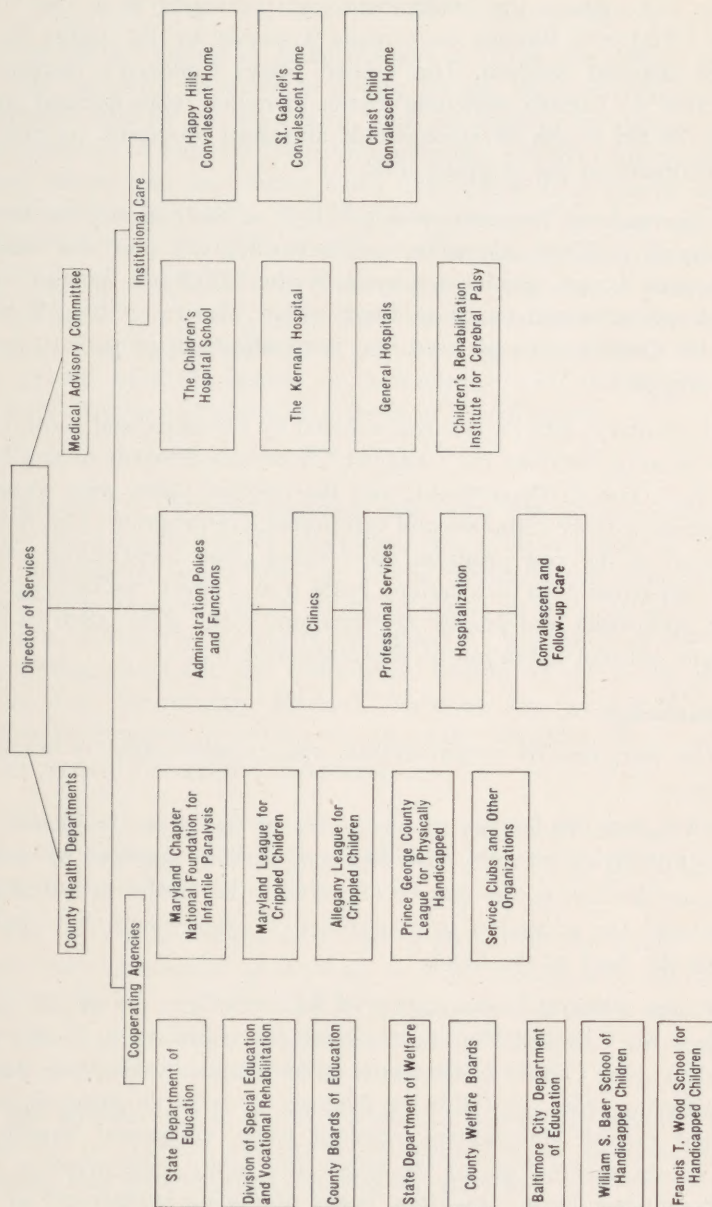 Director of Services
County Health Departments
Medical Advisory Committee
Cooperating Agencies
Institutional Care
State Department of
Education
Division of Special Education
and Vocational Rehabilitation
County Boards of Education
State Department of Welfare
County Welfare Boards
Baltimore City Department
of Education
William S. Baer School of
Handicapped Children
Francis T. Wood School for
Handicapped Children
Maryland Chapter
National Foundation for
Infantile Paralysis
Maryland League for
Crippled Children
Allegany League for
Crippled Children
Prince George County
League for Physically
Handicapped
Service Clubs and Other
Organizations
Administration Polices
and Functions
Clinics
Professional Services
Hospitalization
Convalescent and
Follow-up Care
The Children's
Hospital School
The Kernan Hospital
General Hospitals
Children's Rehabilitation
Institute for Cerebral Palsy
Happy Hills
Convalescent Home
St. Gabriel's
Convalescent Home
Christ Child
Convalescent Home